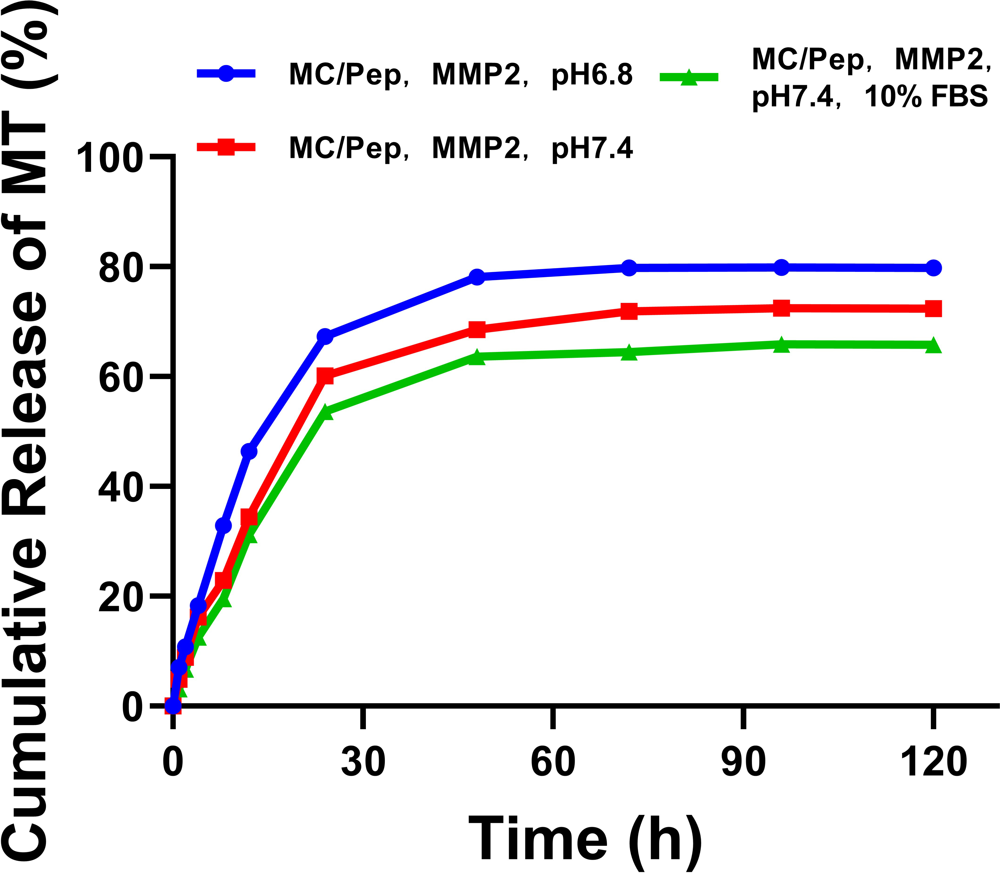 Cumulative Release of MT (%)
MC/Pep, MMP2, pH6.8
MC/Pep, MMP2, pH7.4
MC/Pep, MMP2,
pH7.4, 10% FBS
100
80
60
40
20
0
0 30 60 90 120
Time (h)